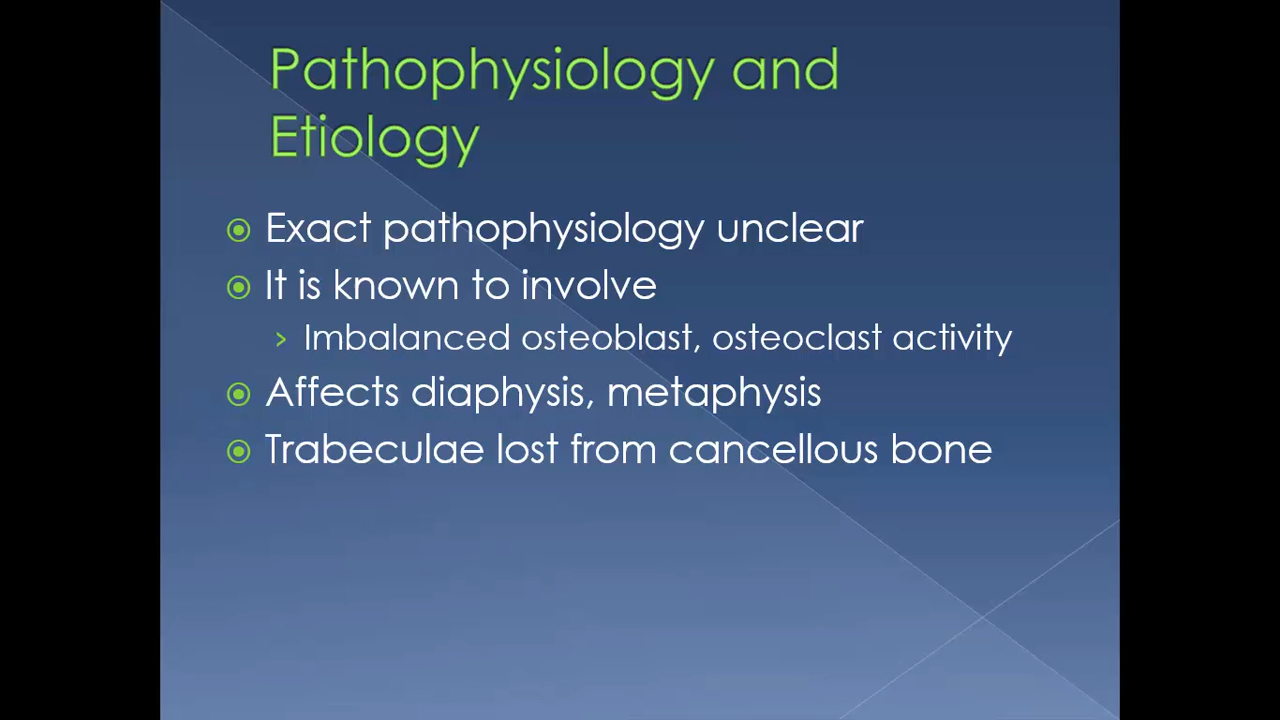 Pathophysiology and
Etiology
Exact pathophysiology unclear
It is known to involve
Imbalanced osteoblast, osteoclast activity
Affects diaphysis, metaphysis
Trabeculae lost from cancellous bone